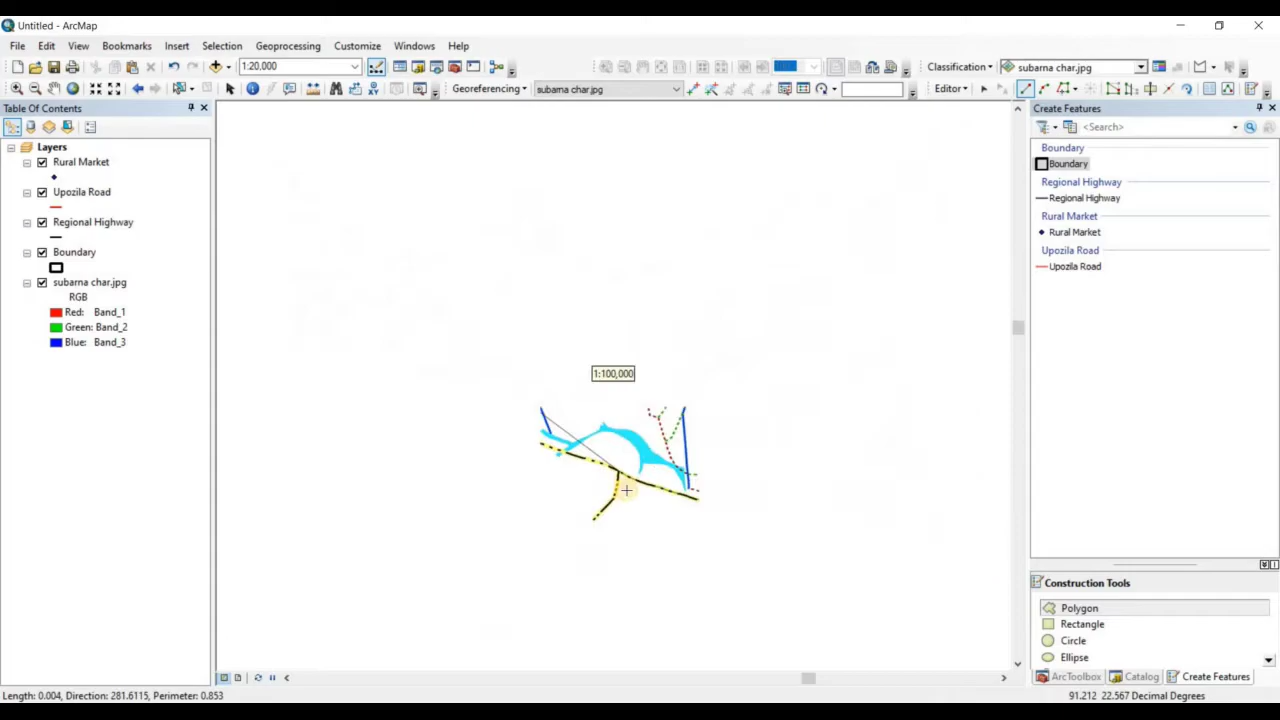 Untitled - ArcMap
File Edit View Bookmarks Insert Selection Geoprocessing Customize Windows Help
1:20,000
Classification
subarna char.jpg
Georeferencing
subarna char.jpg
Editor
Table Of Contents
Layers
Rural Market
Upozila Road
Regional Highway
Boundary
subarna char.jpg
RGB
Red: Band_1
Green: Band_2
Blue: Band_3
1:100,000
Create Features
<Search>
Boundary
Boundary
Regional Highway
Regional Highway
Rural Market
Rural Market
Upozila Road
Upozila Road
Construction Tools
Polygon
Rectangle
Circle
Ellipse
ArcToolbox Catalog Create Features
Length: 0.004, Direction: 281.6115, Perimeter: 0.853
91.212 22.567 Decimal Degrees